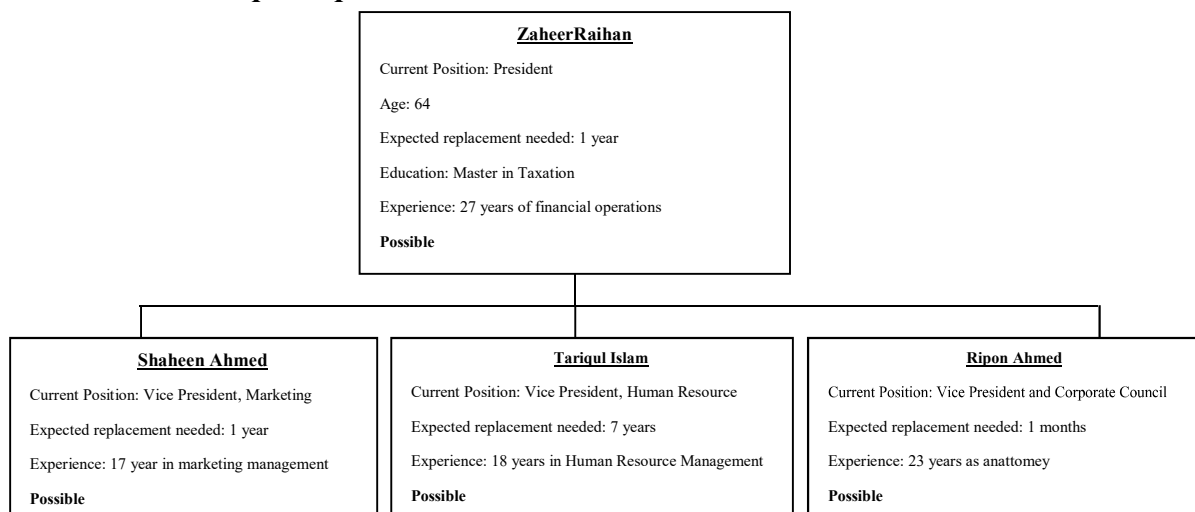 ZaheerRaihan
Current Position: President
Age: 64
Expected replacement needed: 1 year
Education: Master in Taxation
Experience: 27 years of financial operations
Possible
Shaheen Ahmed
Current Position: Vice President, Marketing
Expected replacement needed: 1 year
Experience: 17 year in marketing management
Possible
Tariqul Islam
Current Position: Vice President, Human Resource
Expected replacement needed: 7 years
Experience: 18 years in Human Resource Management
Possible
Ripon Ahmed
Current Position: Vice President and Corporate Council
Expected replacement needed: 1 months
Experience: 23 years as anattomey
Possible